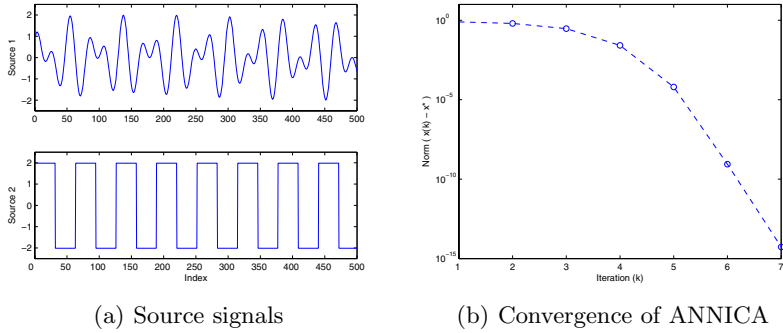 2
1
0
−1
−2
Source 1
0 50 100 150 200 250 300 350 400 450 500
2
1
0
−1
−2
Source 2
0 50 100 150 200 250 300 350 400 450 500
Index
(a) Source signals
10^0
10^−5
10^−10
10^−15
Norm ( x(k) − x* )
1 2 3 4 5 6 7
Iteration (k)
(b) Convergence of ANNICA